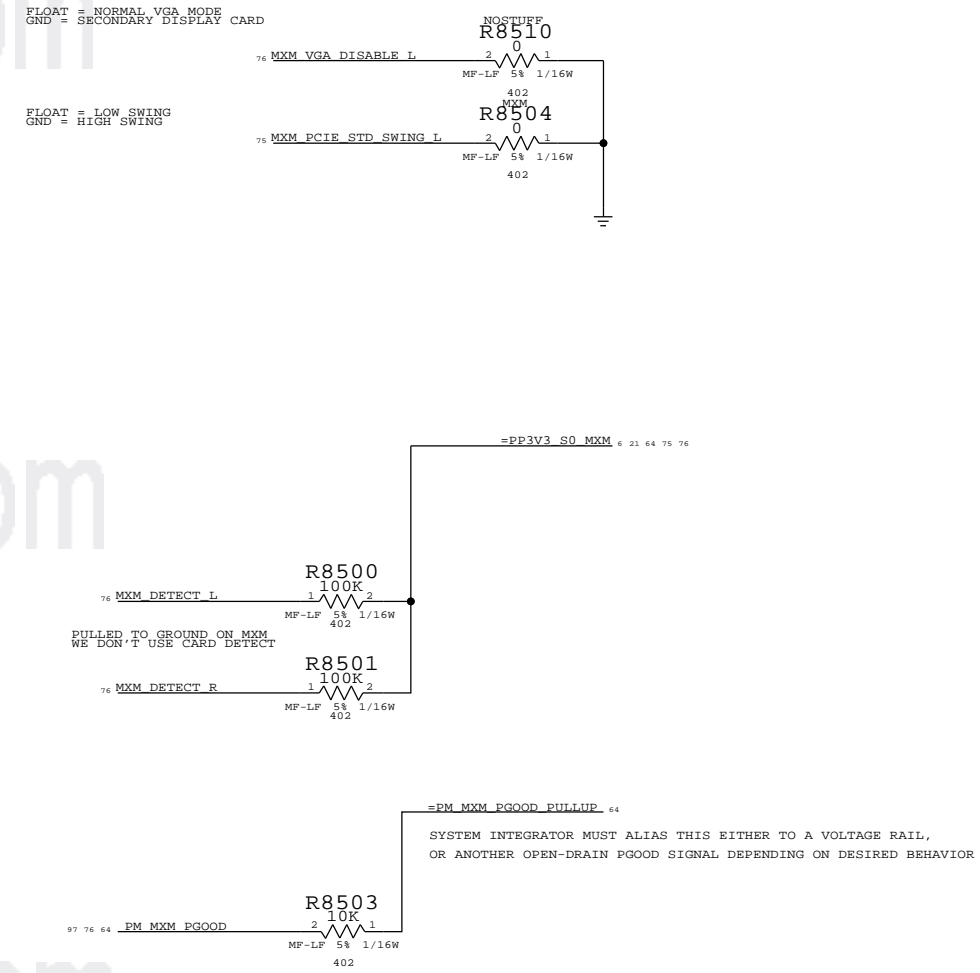 FLOAT = NORMAL VGA MODE
GND = SECONDARY DISPLAY CARD
NOSTUFF
R8510
0
76 MXM_VGA_DISABLE_L 2 1
MF-LF 5% 1/16W
402
MXM
FLOAT = LOW SWING
GND = HIGH SWING
R8504
0
75 MXM_PCIE_STD_SWING_L 2 1
MF-LF 5% 1/16W
402
=PP3V3_S0_MXM 6 21 64 75 76
R8500
100K
76 MXM_DETECT_L 1 2
MF-LF 5% 1/16W
402
PULLED TO GROUND ON MXM
WE DON'T USE CARD DETECT
R8501
100K
76 MXM_DETECT_R 1 2
MF-LF 5% 1/16W
402
=PM_MXM_PGOOD_PULLUP 64
SYSTEM INTEGRATOR MUST ALIAS THIS EITHER TO A VOLTAGE RAIL,
OR ANOTHER OPEN-DRAIN PGOOD SIGNAL DEPENDING ON DESIRED BEHAVIOR
R8503
10K
97 76 64 PM_MXM_PGOOD 2 1
MF-LF 5% 1/16W
402